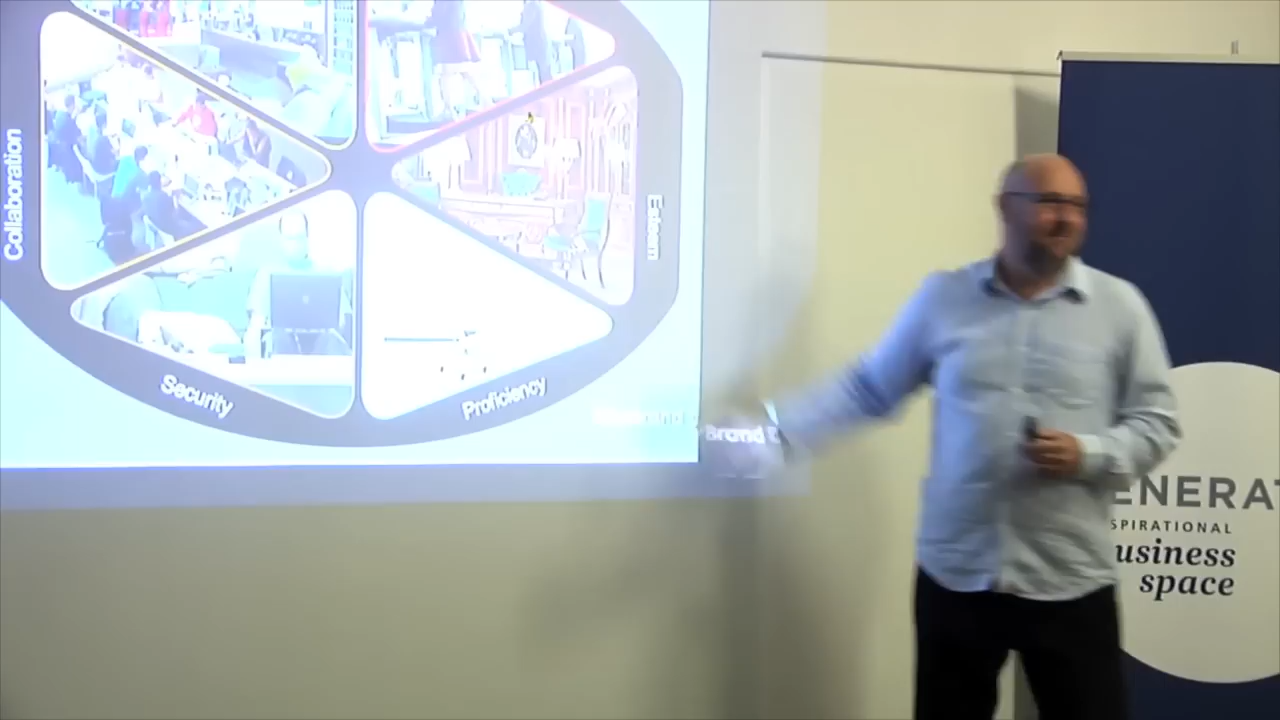 Collaboration
Esteem
Security
Proficiency
Brand
ENERAT
SPIRATIONAL
usiness
space